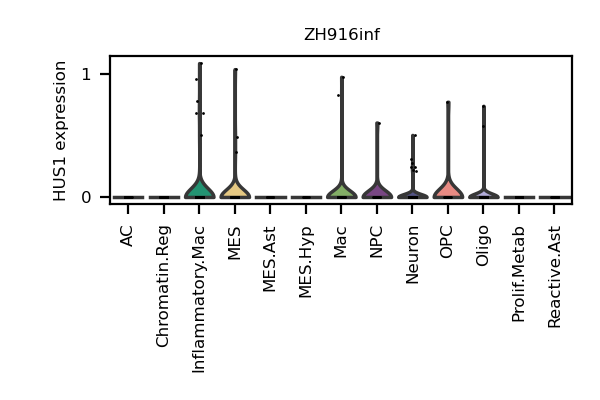 ZH916inf
HUS1 expression
1
0
AC
Chromatin.Reg
Inflammatory.Mac
MES
MES.Ast
MES.Hyp
Mac
NPC
Neuron
OPC
Oligo
Prolif.Metab
Reactive.Ast